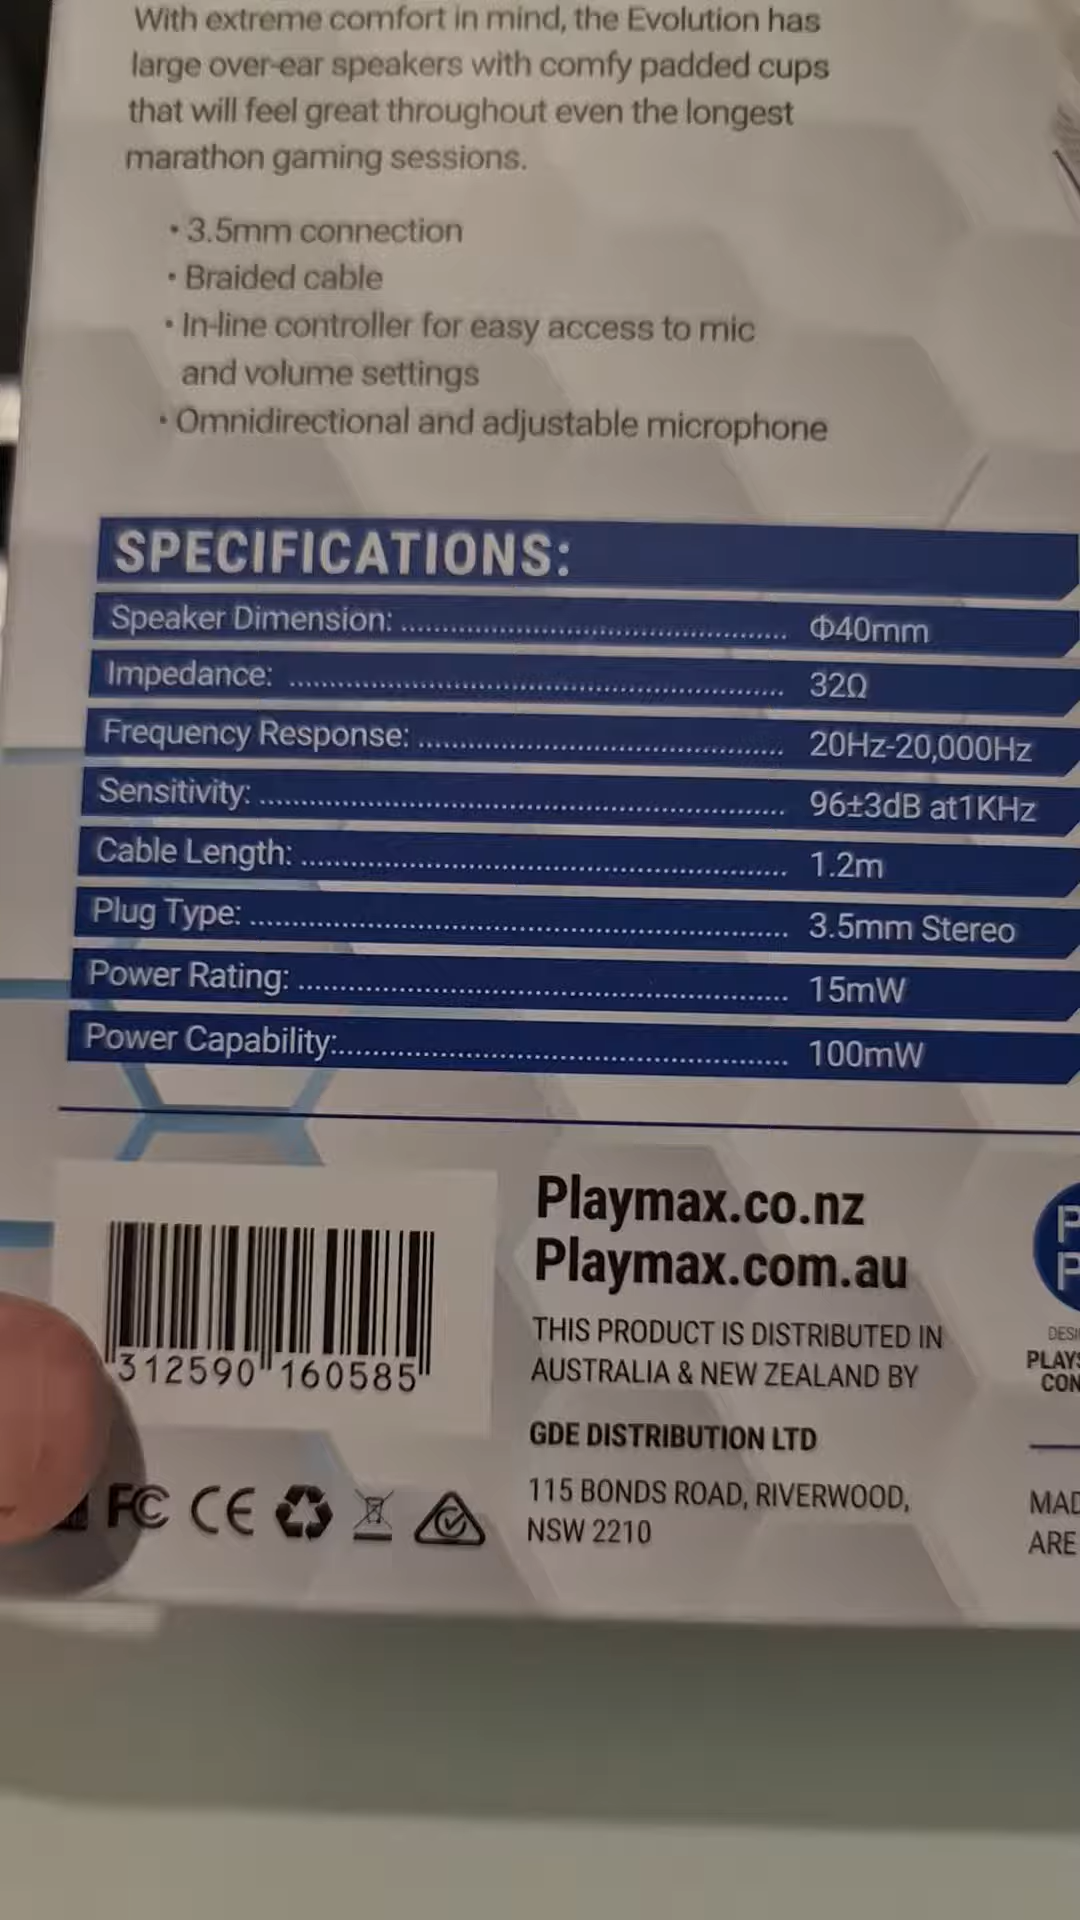 With extreme comfort in mind, the Evolution has
large over-ear speakers with comfy padded cups
that will feel great throughout even the longest
marathon gaming sessions.
• 3.5mm connection
• Braided cable
• In-line controller for easy access to mic
and volume settings
• Omnidirectional and adjustable microphone
SPECIFICATIONS:
Speaker Dimension: Φ40mm
Impedance: 32Ω
Frequency Response: 20Hz-20,000Hz
Sensitivity: 96±3dB at1KHz
Cable Length: 1.2m
Plug Type: 3.5mm Stereo
Power Rating: 15mW
Power Capability: 100mW
312590 160585
FC CE
Playmax.co.nz
Playmax.com.au
THIS PRODUCT IS DISTRIBUTED IN
AUSTRALIA & NEW ZEALAND BY
GDE DISTRIBUTION LTD
115 BONDS ROAD, RIVERWOOD,
NSW 2210
ARE